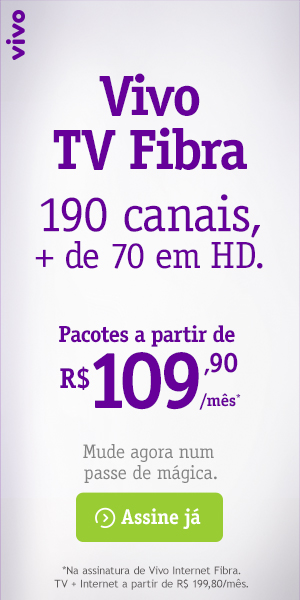 vivo
Vivo
TV Fibra
190 canais,
+ de 70 em HD.
Pacotes a partir de
R$ 109,90
/mês*
Mude agora num
passe de mágica.
Assine já
*Na assinatura de Vivo Internet Fibra.
TV + Internet a partir de R$ 199,80/mês.